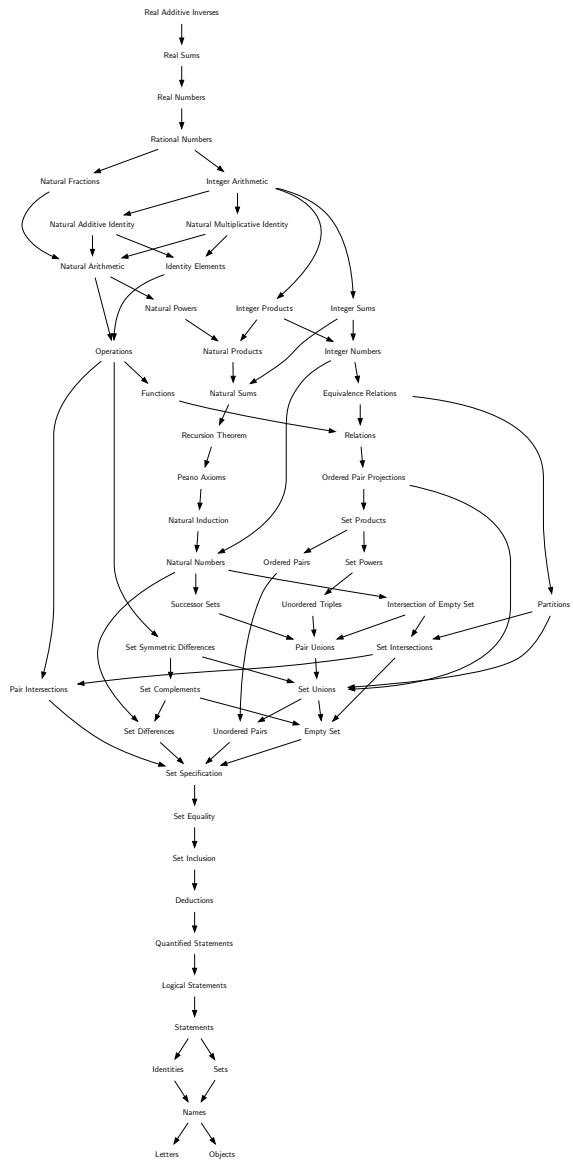 Real Additive Inverses
Real Sums
Real Numbers
Rational Numbers
Natural Fractions
Integer Arithmetic
Natural Additive Identity
Natural Multiplicative Identity
Natural Arithmetic
Identity Elements
Natural Powers
Integer Products
Integer Sums
Operations
Natural Products
Integer Numbers
Functions
Natural Sums
Equivalence Relations
Recursion Theorem
Relations
Peano Axioms
Ordered Pair Projections
Natural Induction
Set Products
Natural Numbers
Ordered Pairs
Set Powers
Successor Sets
Unordered Triples
Intersection of Empty Set
Partitions
Set Symmetric Differences
Pair Unions
Set Intersections
Pair Intersections
Set Complements
Set Unions
Set Differences
Unordered Pairs
Empty Set
Set Specification
Set Equality
Set Inclusion
Deductions
Quantified Statements
Logical Statements
Statements
Identities
Sets
Names
Letters
Objects